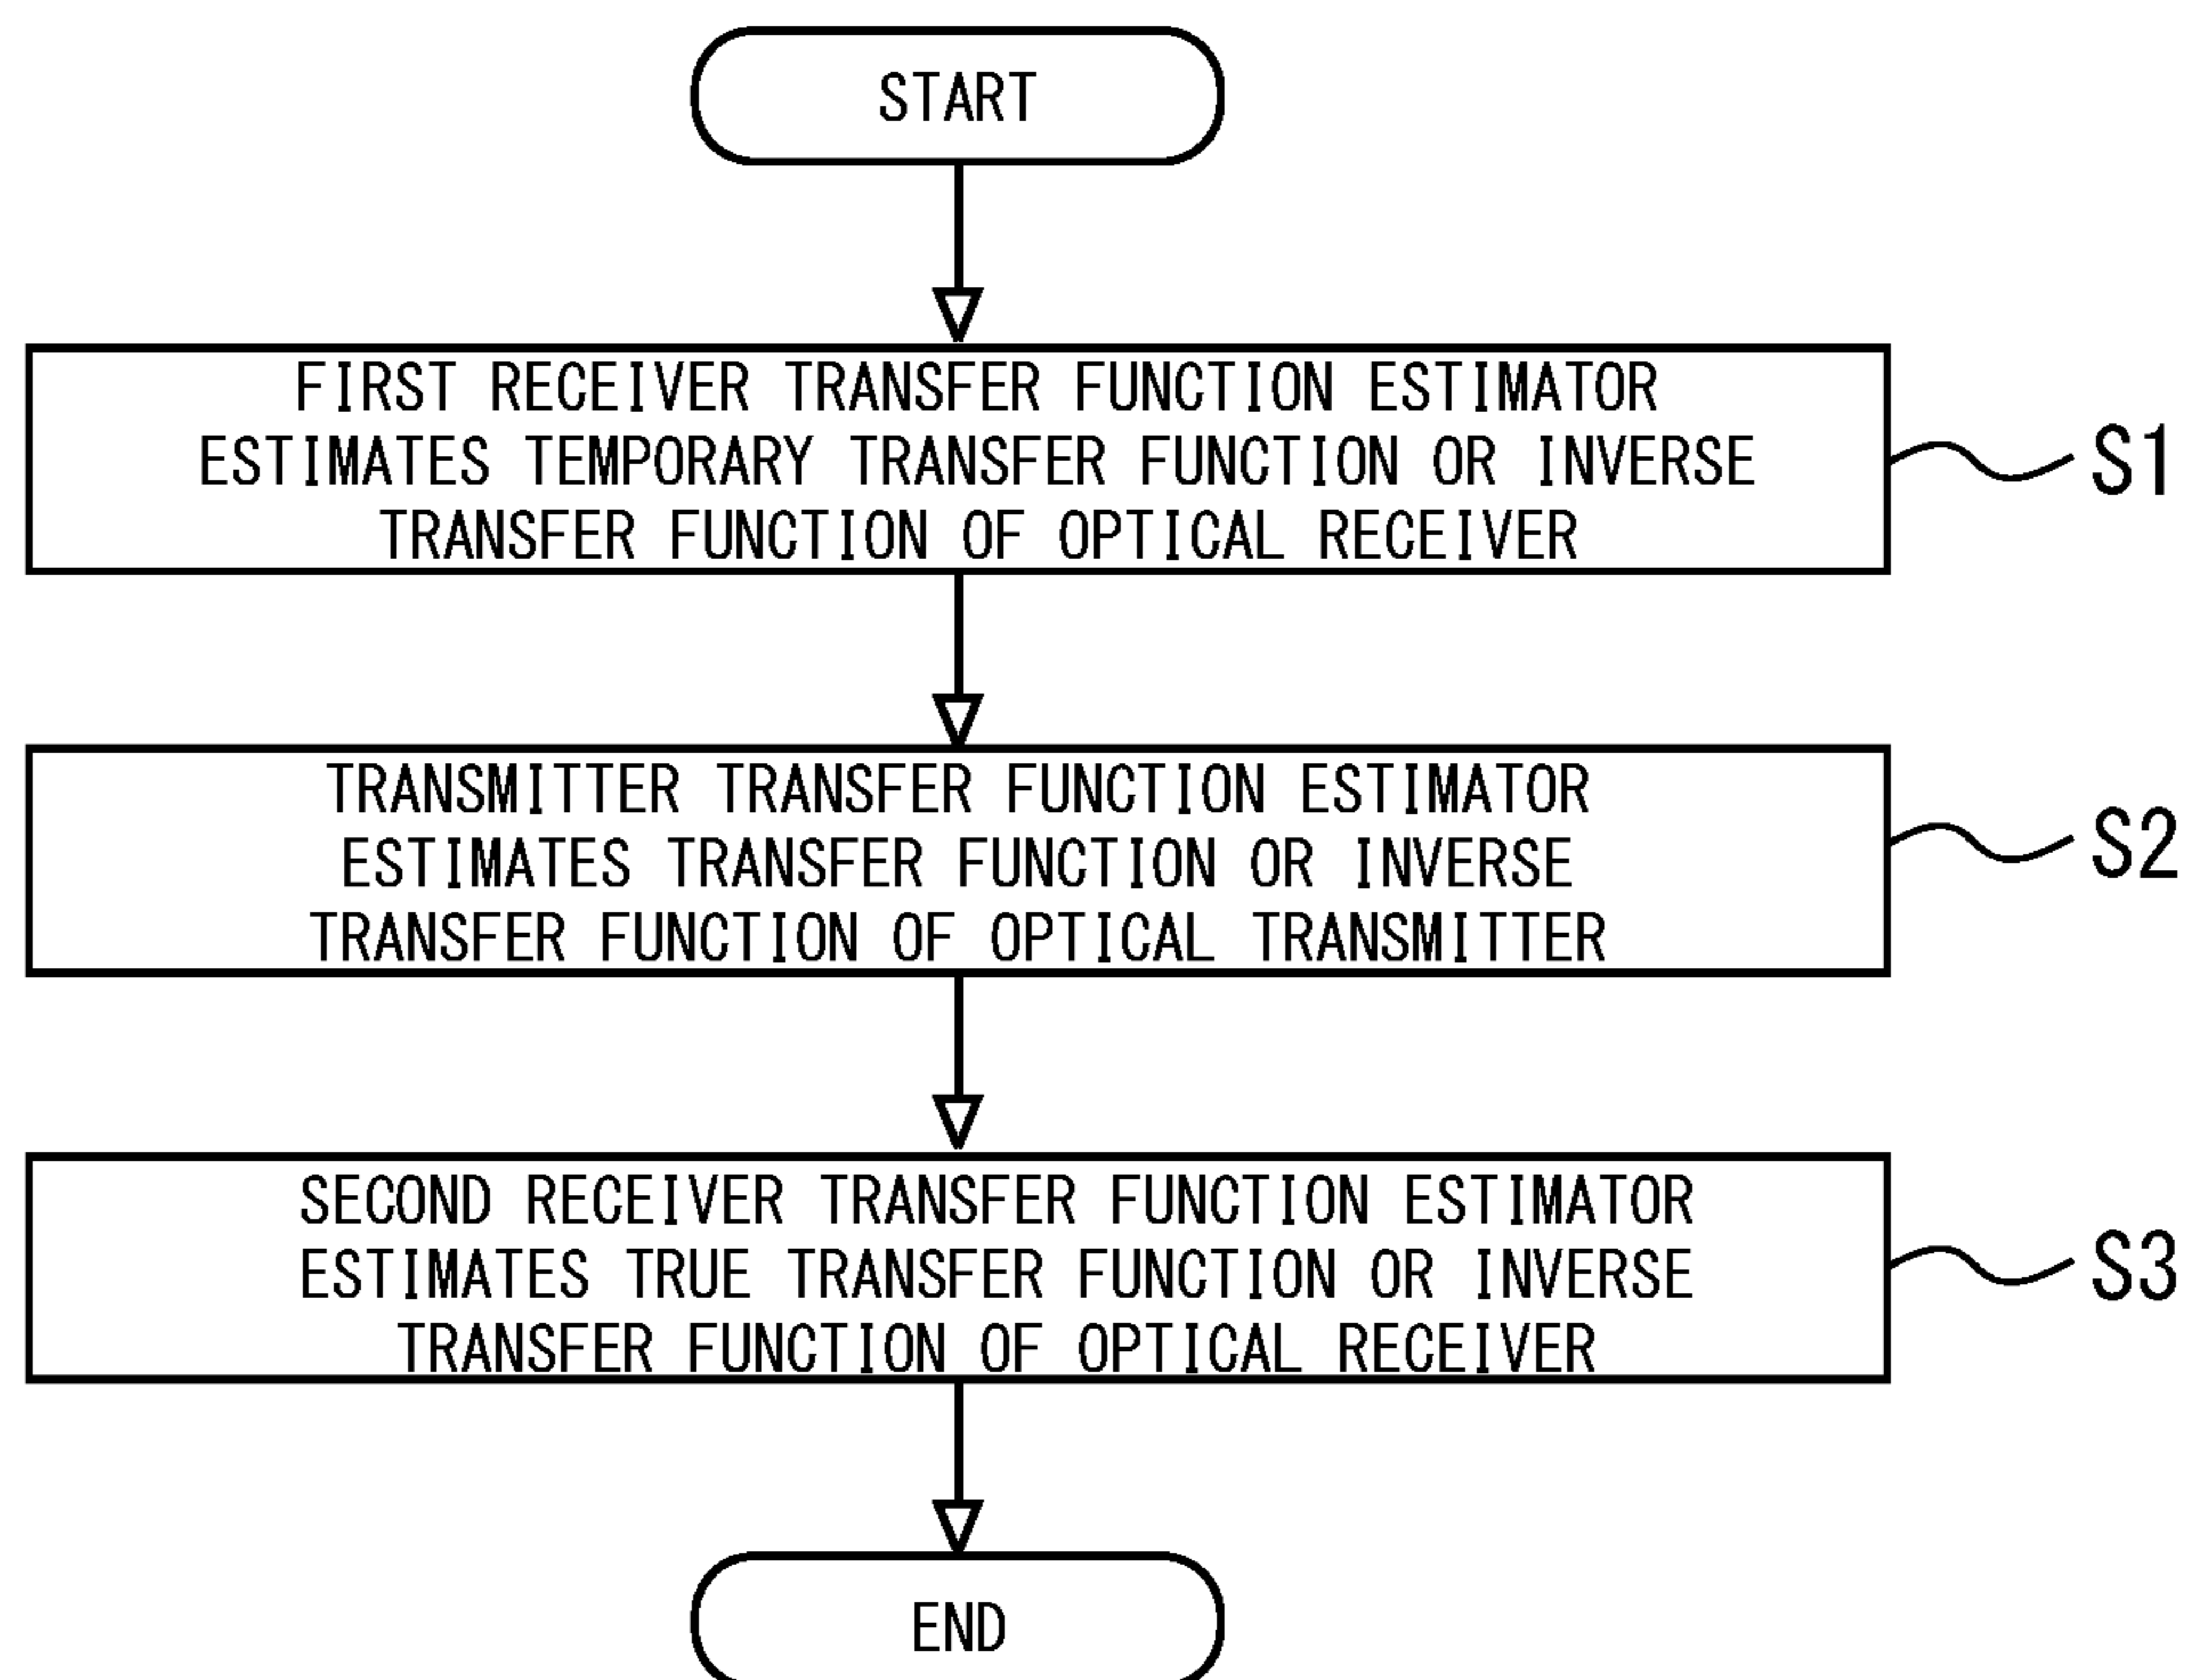 START
FIRST RECEIVER TRANSFER FUNCTION ESTIMATOR
ESTIMATES TEMPORARY TRANSFER FUNCTION OR INVERSE
TRANSFER FUNCTION OF OPTICAL RECEIVER
S1
TRANSMITTER TRANSFER FUNCTION ESTIMATOR
ESTIMATES TRANSFER FUNCTION OR INVERSE
TRANSFER FUNCTION OF OPTICAL TRANSMITTER
S2
SECOND RECEIVER TRANSFER FUNCTION ESTIMATOR
ESTIMATES TRUE TRANSFER FUNCTION OR INVERSE
TRANSFER FUNCTION OF OPTICAL RECEIVER
S3
END